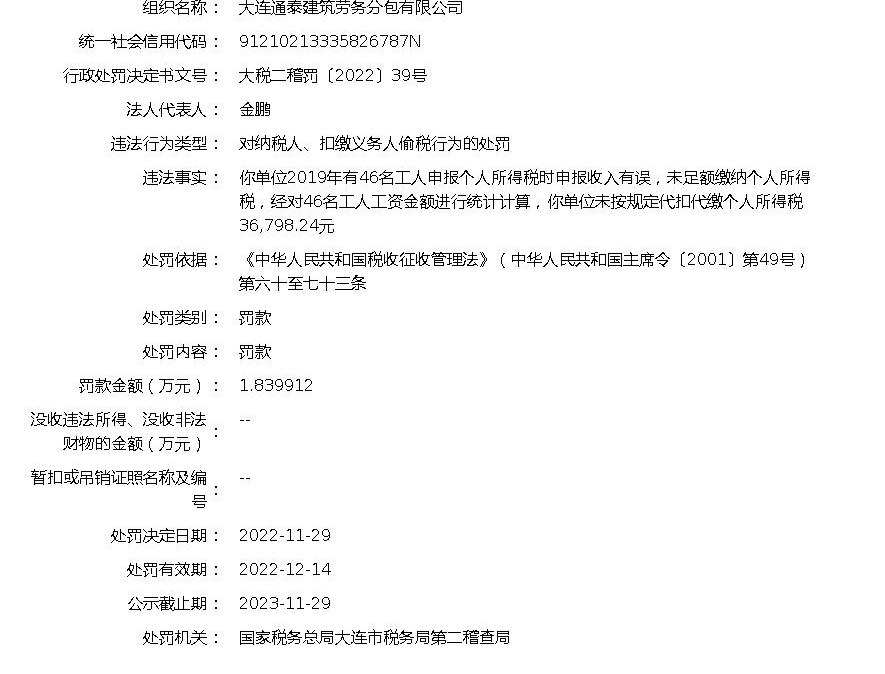 组织名称： 大连通泰建筑劳务分包有限公司
统一社会信用代码： 91210213335826787N
行政处罚决定书文号： 大税二稽罚〔2022〕39号
法人代表人： 金鹏
违法行为类型： 对纳税人、扣缴义务人偷税行为的处罚
违法事实： 你单位2019年有46名工人申报个人所得税时申报收入有误，未足额缴纳个人所得
税，经对46名工人工资金额进行统计计算，你单位未按规定代扣代缴个人所得税
36,798.24元
处罚依据： 《中华人民共和国税收征收管理法》（中华人民共和国主席令〔2001〕第49号）
第六十至七十三条
处罚类别： 罚款
处罚内容： 罚款
罚款金额（万元）： 1.839912
没收违法所得、没收非法
财物的金额（万元）： --
暂扣或吊销证照名称及编
号： --
处罚决定日期： 2022-11-29
处罚有效期： 2022-12-14
公示截止期： 2023-11-29
处罚机关： 国家税务总局大连市税务局第二稽查局